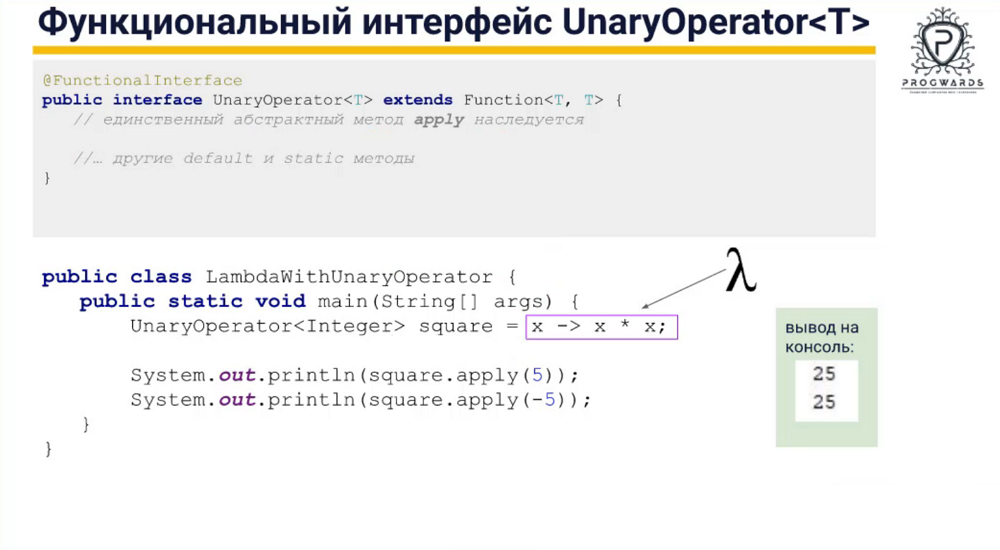 Функциональный интерфейс UnaryOperator<T>
PROGWARDS
@FunctionalInterface
public interface UnaryOperator<T> extends Function<T, T> {
// единственный абстрактный метод apply наследуется
//… другие default и static методы
}
λ
public class LambdaWithUnaryOperator {
public static void main(String[] args) {
UnaryOperator<Integer> square = x -> x * x;
System.out.println(square.apply(5));
System.out.println(square.apply(-5));
}
}
вывод на
консоль:
25
25